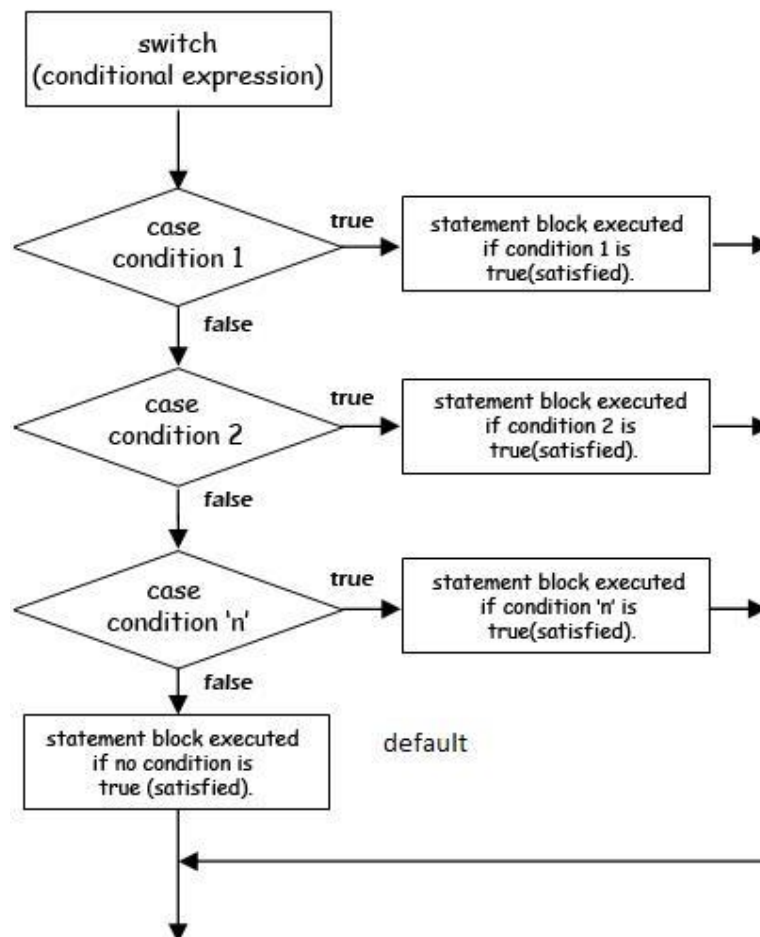 switch
(conditional expression)
case
condition 1
true
statement block executed
if condition 1 is
true(satisfied).
false
case
condition 2
true
statement block executed
if condition 2 is
true(satisfied).
false
case
condition 'n'
true
statement block executed
if condition 'n' is
true(satisfied).
false
statement block executed
if no condition is
true (satisfied).
default